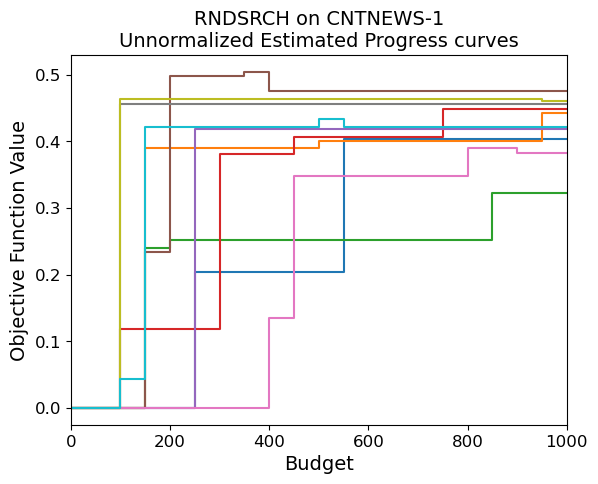 RNDSRCH on CNTNEWS-1
Unnormalized Estimated Progress curves
Objective Function Value
0.5
0.4
0.3
0.2
0.1
0.0
0 200 400 600 800 1000
Budget